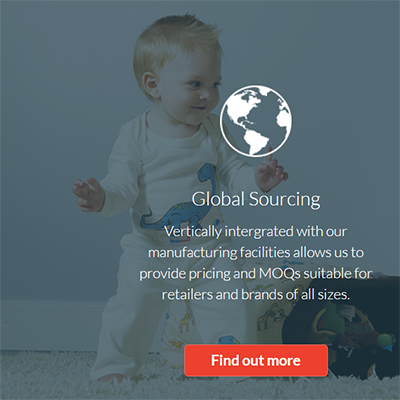 Global Sourcing
Vertically intergrated with our
manufacturing facilities allows us to
provide pricing and MOQs suitable for
retailers and brands of all sizes.
Find out more